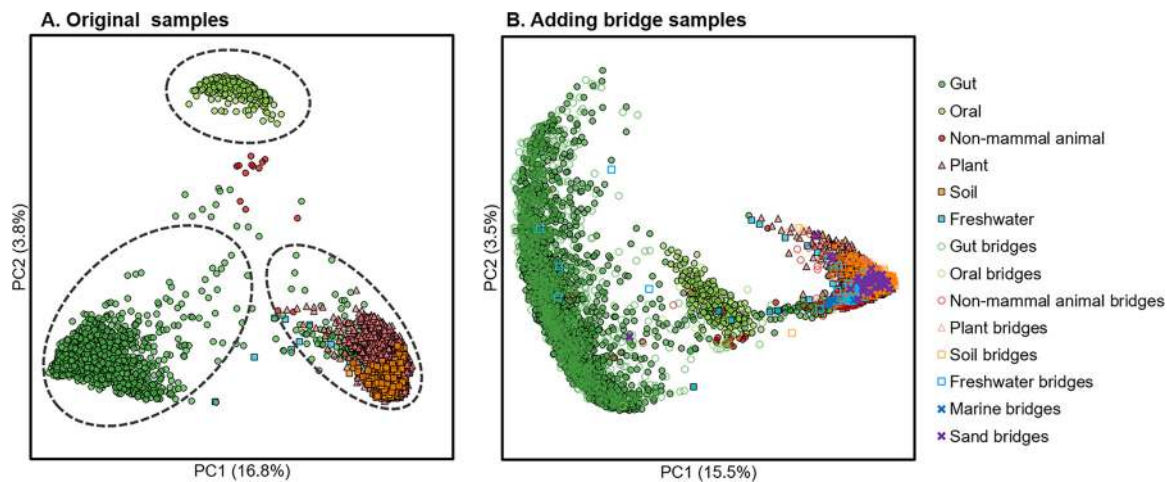 A. Original samples
B. Adding bridge samples
PC2 (3.8%)
PC1 (16.8%)
PC2 (3.5%)
PC1 (15.5%)
Gut
Oral
Non-mammal animal
Plant
Soil
Freshwater
Gut bridges
Oral bridges
Non-mammal animal bridges
Plant bridges
Soil bridges
Freshwater bridges
Marine bridges
Sand bridges